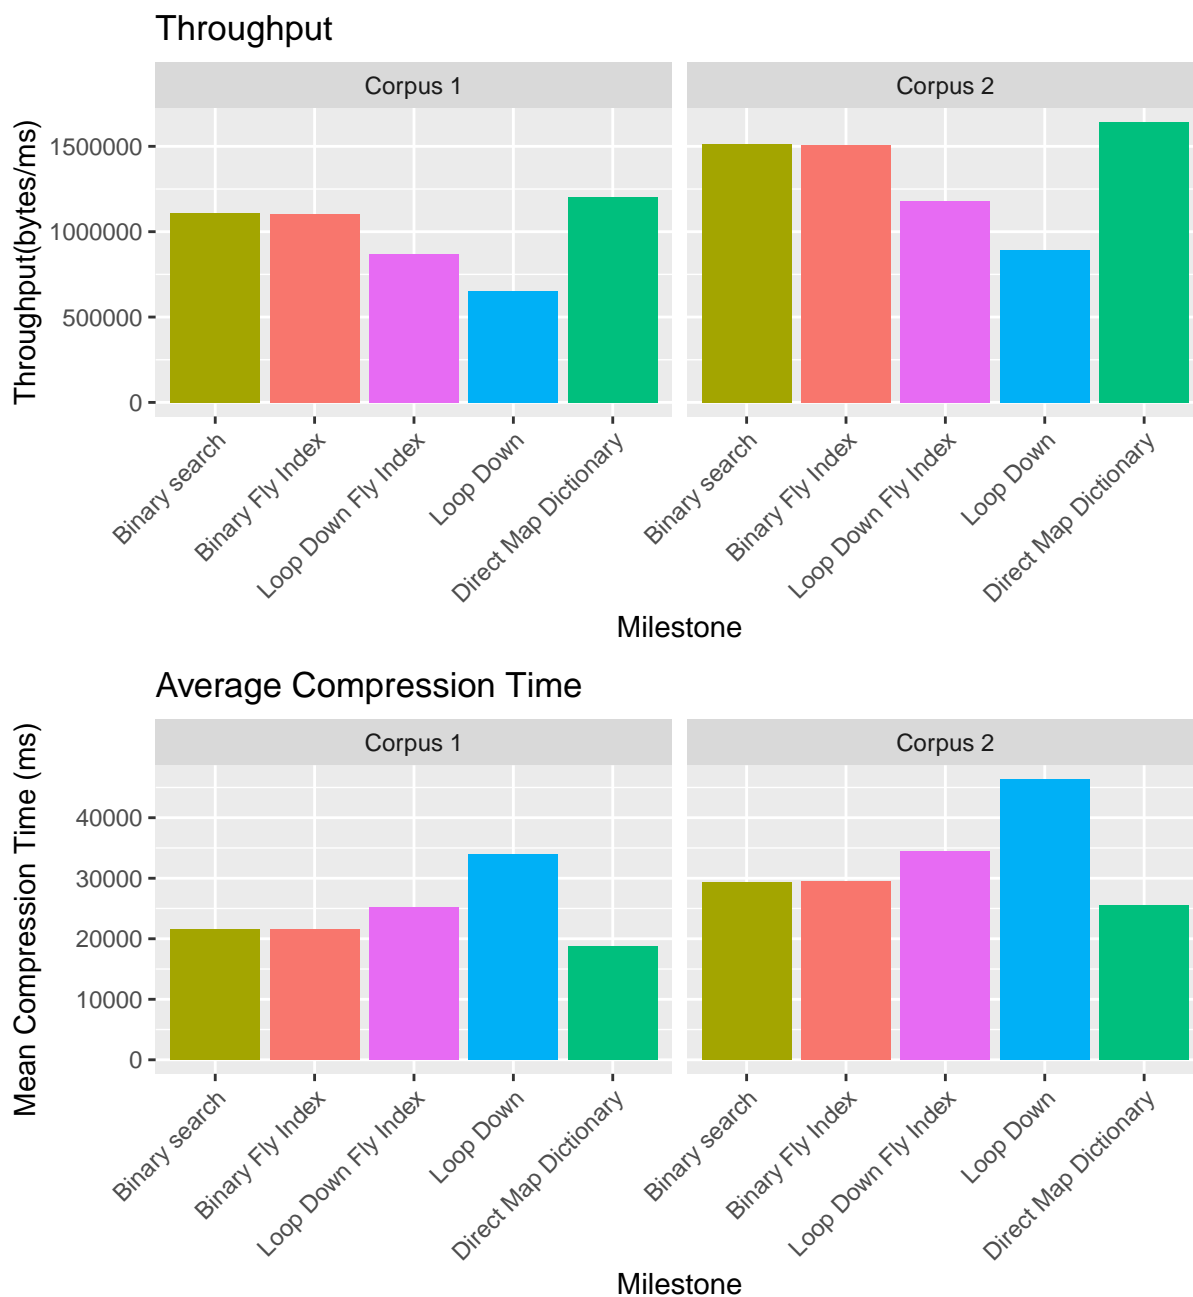 Throughput
Corpus 1
Corpus 2
Throughput(bytes/ms)
1500000
1000000
500000
0
Binary search
Binary Fly Index
Loop Down Fly Index
Loop Down
Direct Map Dictionary
Binary search
Binary Fly Index
Loop Down Fly Index
Loop Down
Direct Map Dictionary
Milestone
Average Compression Time
Corpus 1
Corpus 2
Mean Compression Time (ms)
40000
30000
20000
10000
0
Binary search
Binary Fly Index
Loop Down Fly Index
Loop Down
Direct Map Dictionary
Binary search
Binary Fly Index
Loop Down Fly Index
Loop Down
Direct Map Dictionary
Milestone